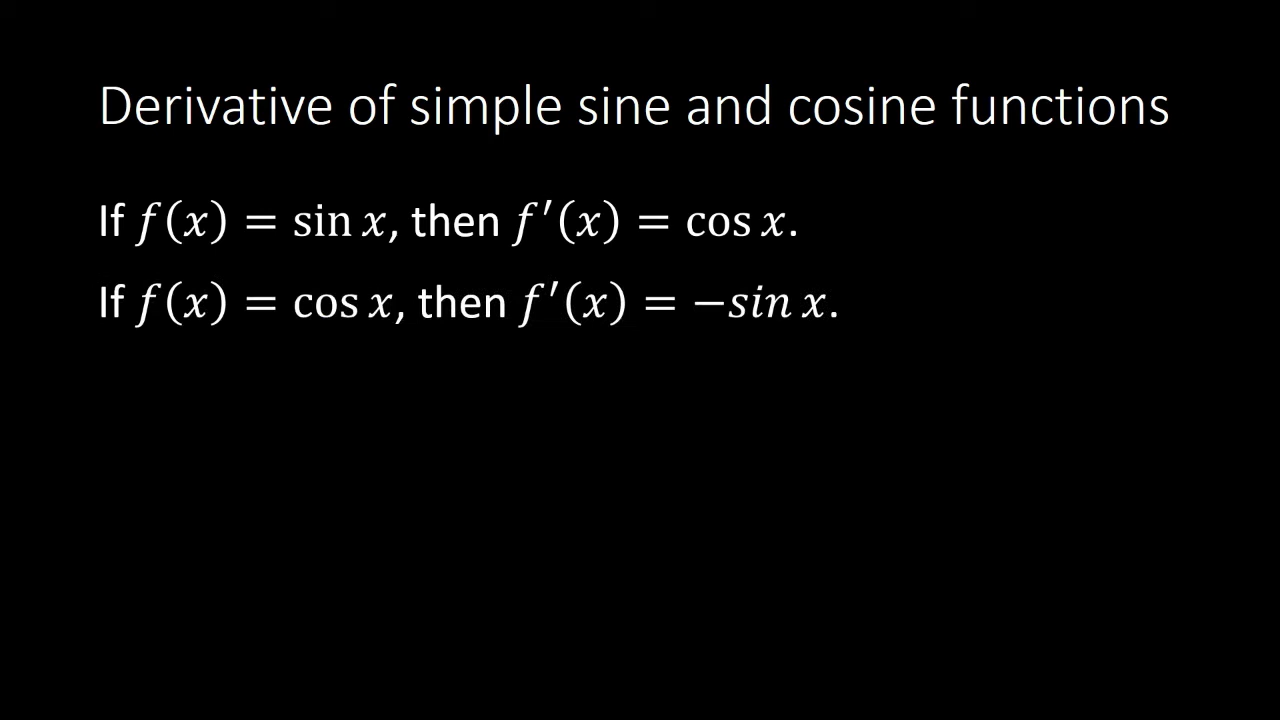 Derivative of simple sine and cosine functions
If f(x) = sin x, then f′(x) = cos x.
If f(x) = cos x, then f′(x) = −sin x.